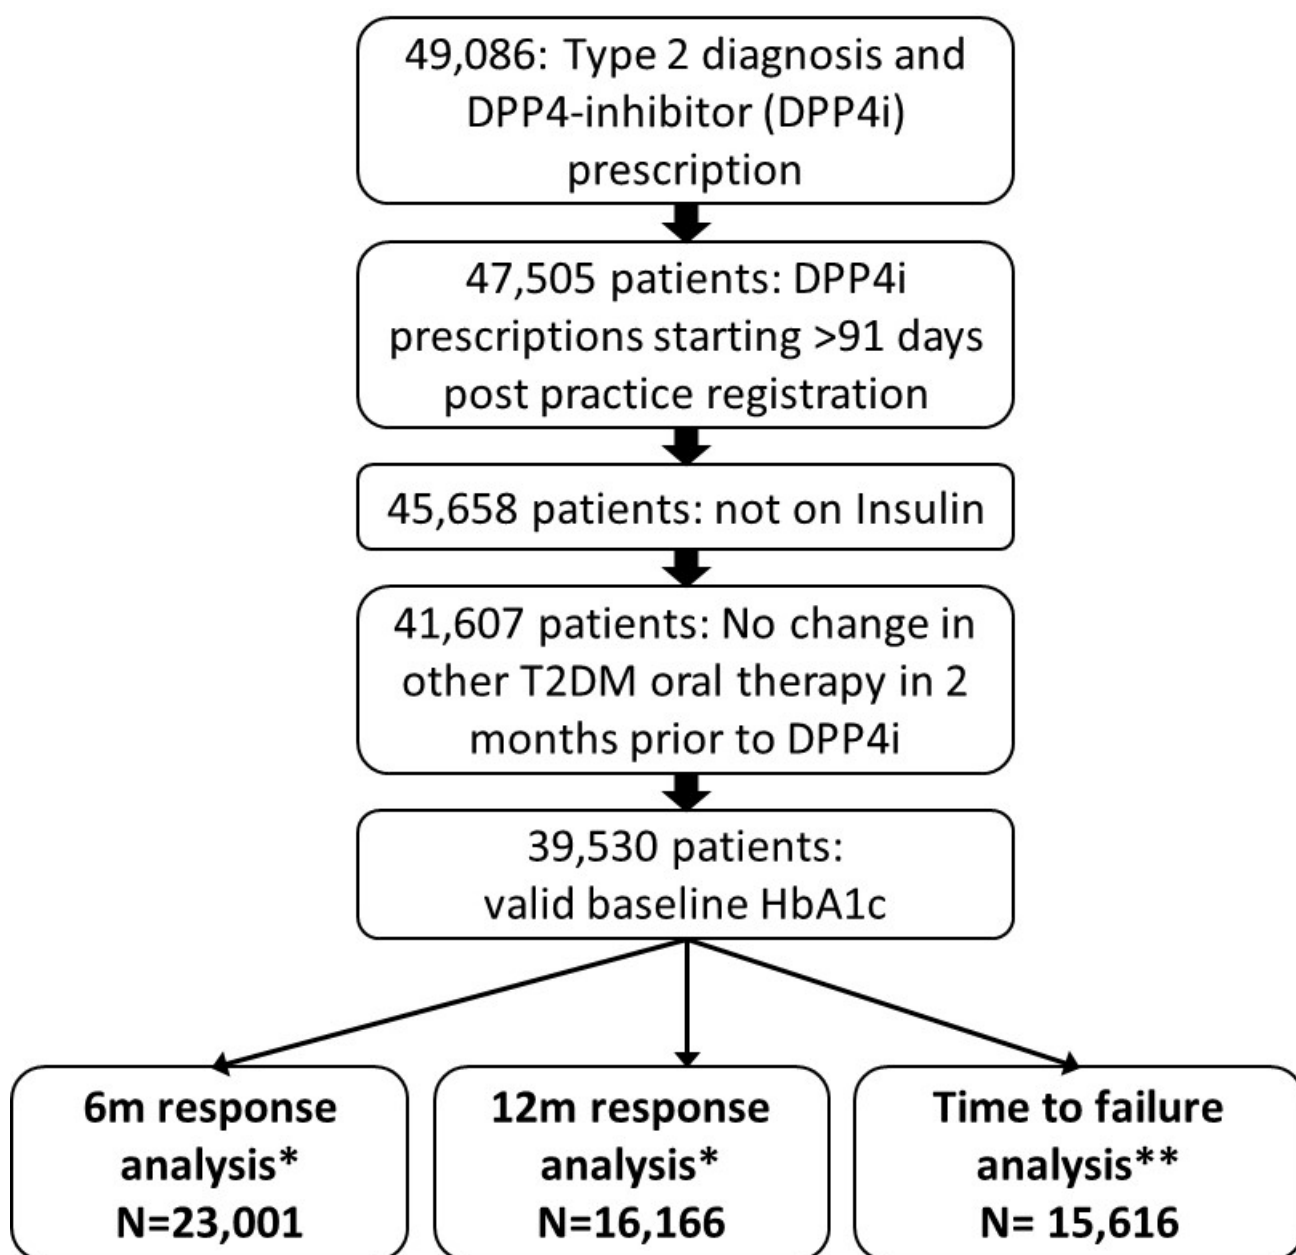 49,086: Type 2 diagnosis and
DPP4-inhibitor (DPP4i)
prescription
47,505 patients: DPP4i
prescriptions starting >91 days
post practice registration
45,658 patients: not on Insulin
41,607 patients: No change in
other T2DM oral therapy in 2
months prior to DPP4i
39,530 patients:
valid baseline HbA1c
6m response
analysis*
N=23,001
12m response
analysis*
N=16,166
Time to failure
analysis**
N= 15,616